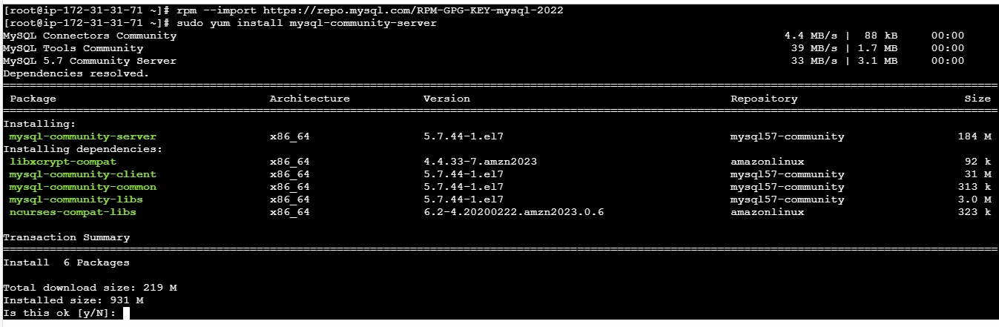 [root@ip-172-31-31-71 ~]# rpm --import https://repo.mysql.com/RPM-GPG-KEY-mysql-2022
[root@ip-172-31-31-71 ~]# sudo yum install mysql-community-server
MySQL Connectors Community 4.4 MB/s | 88 kB 00:00
MySQL Tools Community 39 MB/s | 1.7 MB 00:00
MySQL 5.7 Community Server 33 MB/s | 3.1 MB 00:00
Dependencies resolved.
Package Architecture Version Repository Size
Installing:
mysql-community-server x86_64 5.7.44-1.el7 mysql57-community 184 M
Installing dependencies:
libxcrypt-compat x86_64 4.4.33-7.amzn2023 amazonlinux 92 k
mysql-community-client x86_64 5.7.44-1.el7 mysql57-community 31 M
mysql-community-common x86_64 5.7.44-1.el7 mysql57-community 313 k
mysql-community-libs x86_64 5.7.44-1.el7 mysql57-community 3.0 M
ncurses-compat-libs x86_64 6.2-4.20200222.amzn2023.0.6 amazonlinux 323 k
Transaction Summary
Install 6 Packages
Total download size: 219 M
Installed size: 931 M
Is this ok [y/N]: